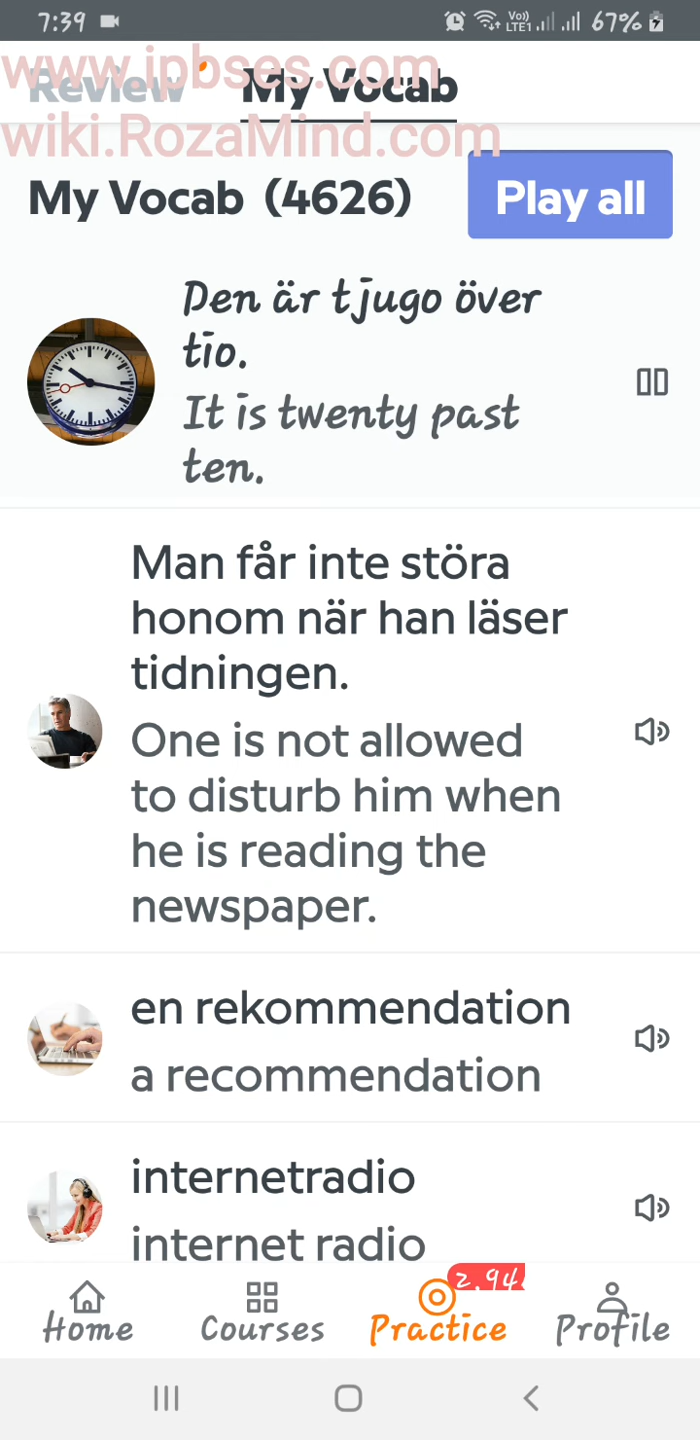 7:39 Vo) LTE1 67%
www.ipbses.com
Review My Vocab
wiki.RozaMind.com
My Vocab (4626) Play all
Den är tjugo över
tio.
It is twenty past
ten.
Man får inte störa
honom när han läser
tidningen.
One is not allowed
to disturb him when
he is reading the
newspaper.
en rekommendation
a recommendation
internetradio
internet radio
2,94
Home Courses Practice Profile